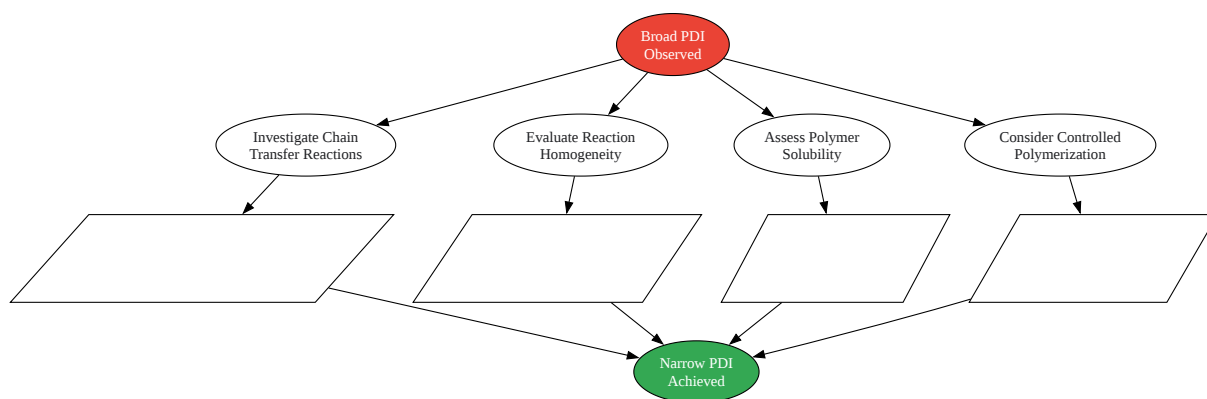 Broad PDI
Observed
Investigate Chain
Transfer Reactions
Evaluate Reaction
Homogeneity
Assess Polymer
Solubility
Consider Controlled
Polymerization
Narrow PDI
Achieved